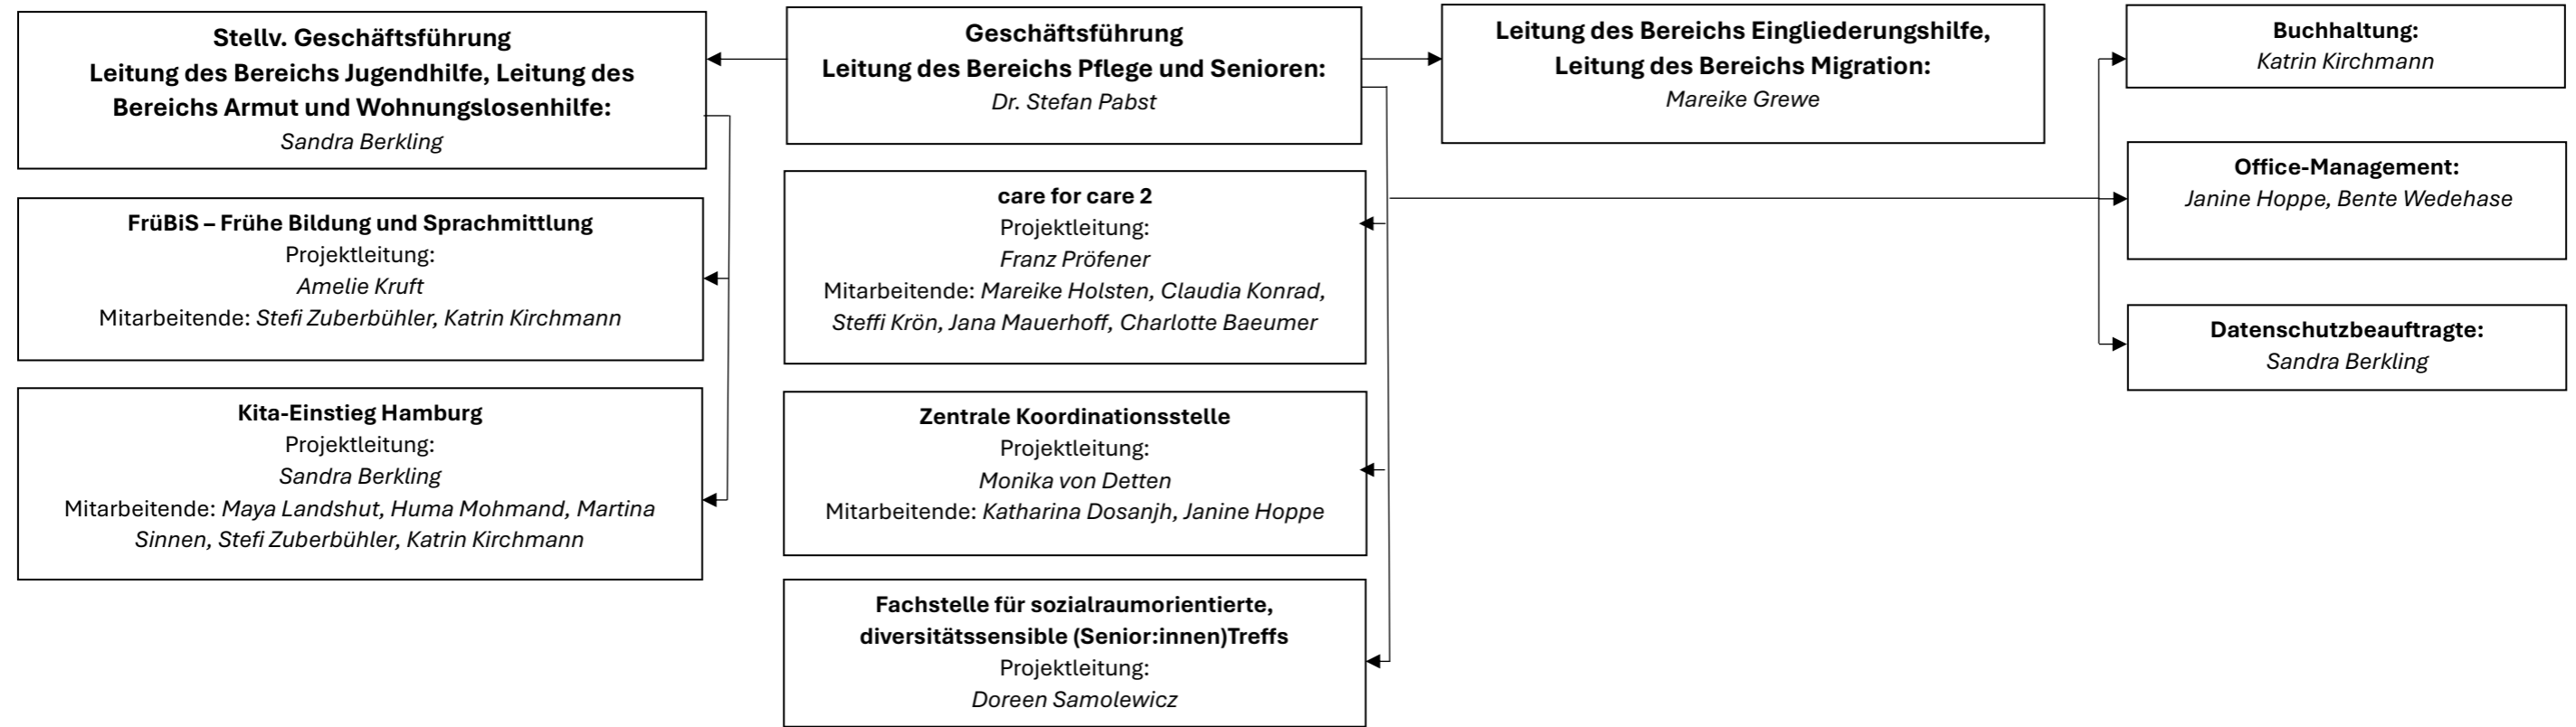 Stellv. Geschäftsführung
Leitung des Bereichs Jugendhilfe, Leitung des
Bereichs Armut und Wohnungslosenhilfe:
Sandra Berkling
FrüBiS – Frühe Bildung und Sprachmittlung
Projektleitung:
Amelie Kruft
Mitarbeitende: Stefi Zuberbühler, Katrin Kirchmann
Kita-Einstieg Hamburg
Projektleitung:
Sandra Berkling
Mitarbeitende: Maya Landshut, Huma Mohmand, Martina
Sinnen, Stefi Zuberbühler, Katrin Kirchmann
Geschäftsführung
Leitung des Bereichs Pflege und Senioren:
Dr. Stefan Pabst
care for care 2
Projektleitung:
Franz Pröfener
Mitarbeitende: Mareike Holsten, Claudia Konrad,
Steffi Krön, Jana Mauerhoff, Charlotte Baeumer
Zentrale Koordinationsstelle
Projektleitung:
Monika von Detten
Mitarbeitende: Katharina Dosanjh, Janine Hoppe
Fachstelle für sozialraumorientierte,
diversitätssensible (Senior:innen)Treffs
Projektleitung:
Doreen Samolewicz
Leitung des Bereichs Eingliederungshilfe,
Leitung des Bereichs Migration:
Mareike Grewe
Buchhaltung:
Katrin Kirchmann
Office-Management:
Janine Hoppe, Bente Wedehase
Datenschutzbeauftragte:
Sandra Berkling